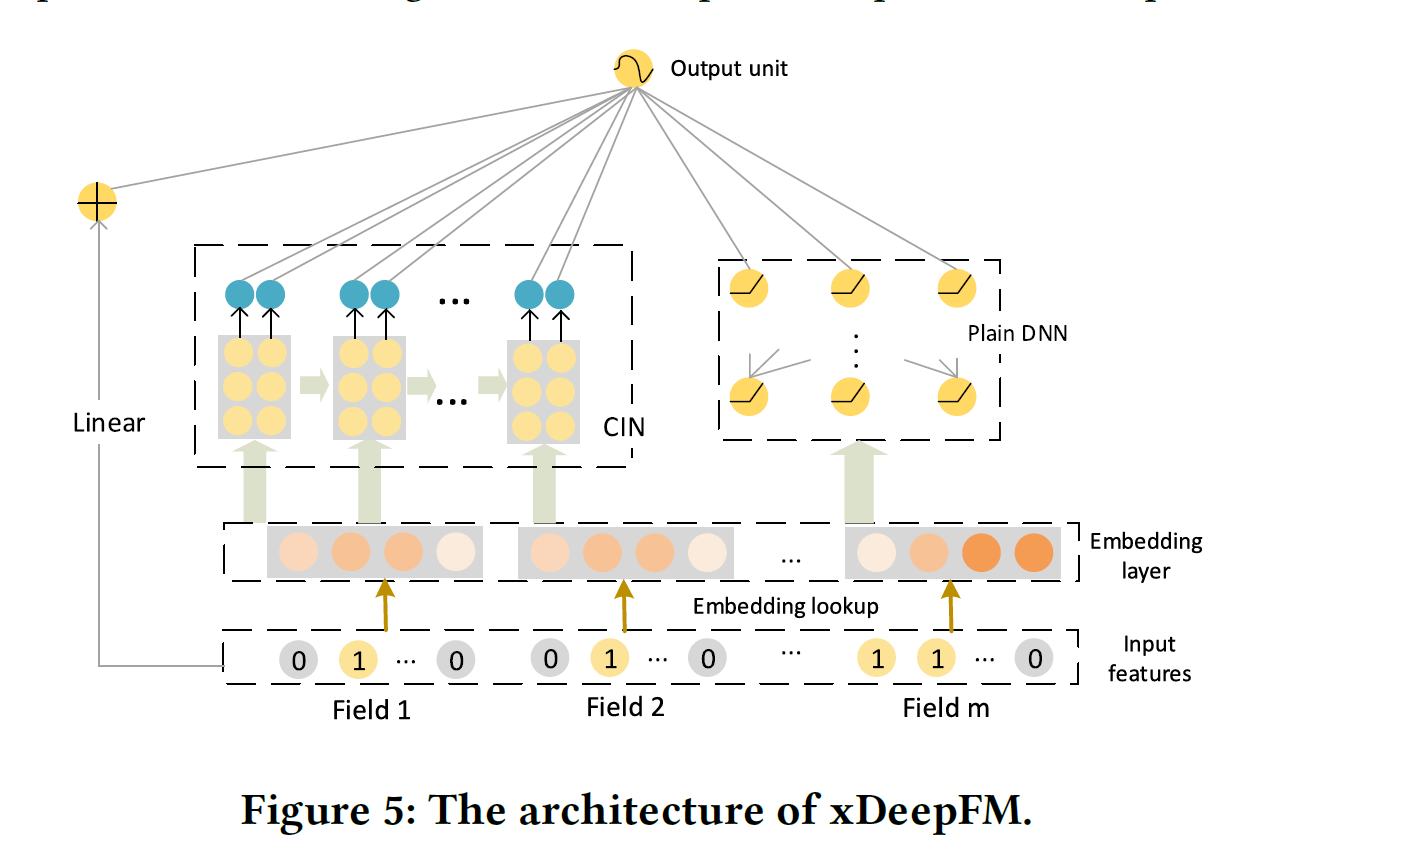 Output unit
Plain DNN
Linear
CIN
...
...
Embedding
layer
...
Embedding lookup
Input
features
0 1 ... 0
0 1 ... 0
...
1 1 ... 0
Field 1
Field 2
Field m
Figure 5: The architecture of xDeepFM.